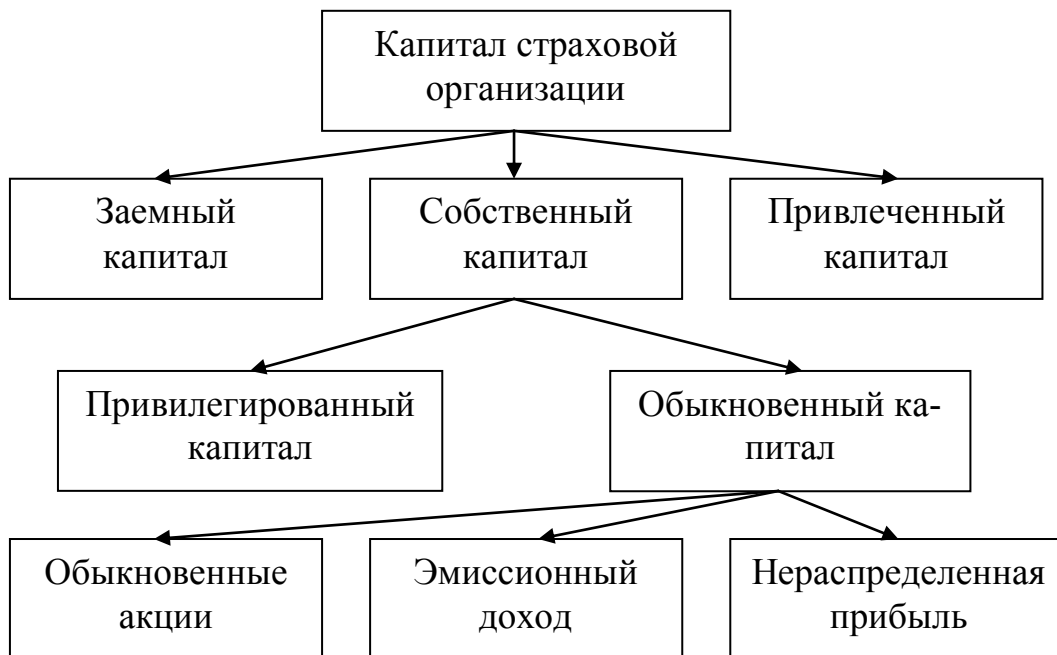 Капитал страховой
организации
Заемный
капитал
Собственный
капитал
Привлеченный
капитал
Привилегированный
капитал
Обыкновенный ка-
питал
Обыкновенные
акции
Эмиссионный
доход
Нераспределенная
прибыль